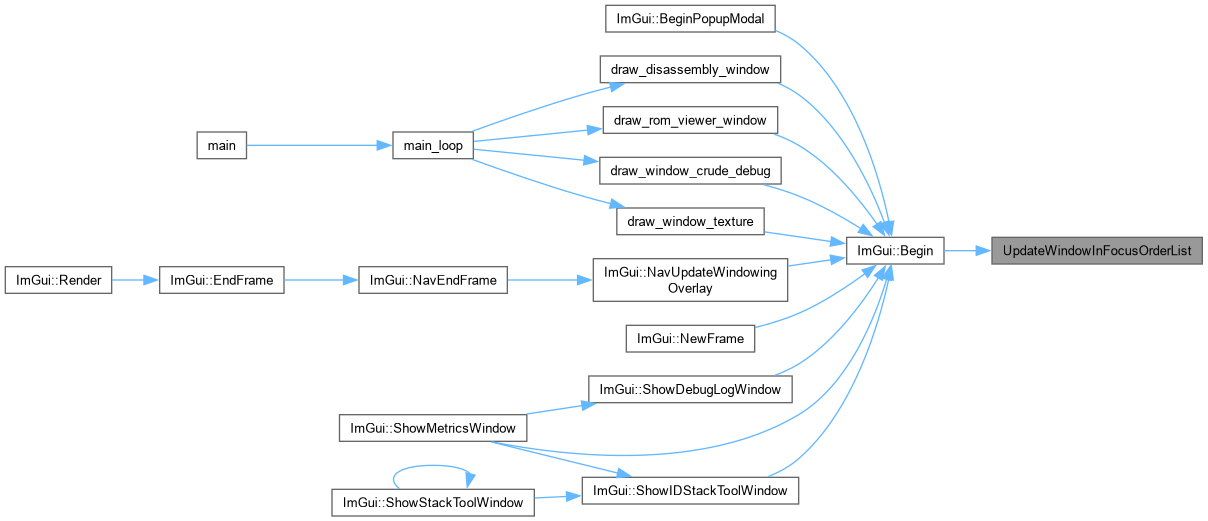 ImGui::BeginPopupModal
draw_disassembly_window
draw_rom_viewer_window
main
main_loop
draw_window_crude_debug
draw_window_texture
ImGui::Begin
UpdateWindowInFocusOrderList
ImGui::Render
ImGui::EndFrame
ImGui::NavEndFrame
ImGui::NavUpdateWindowing
Overlay
ImGui::NewFrame
ImGui::ShowDebugLogWindow
ImGui::ShowMetricsWindow
ImGui::ShowStackToolWindow
ImGui::ShowIDStackToolWindow